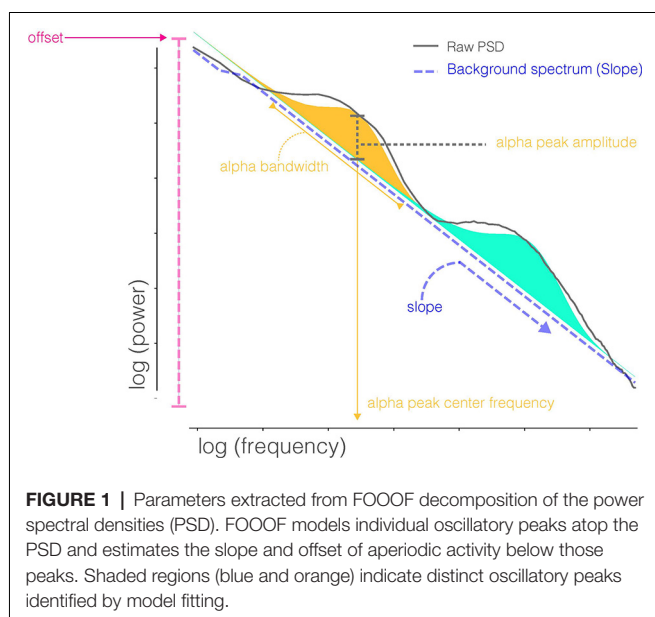 offset
Raw PSD
Background spectrum (Slope)
alpha peak amplitude
alpha bandwidth
slope
log (power)
alpha peak center frequency
log (frequency)
FIGURE 1 | Parameters extracted from FOOOF decomposition of the power
spectral densities (PSD). FOOOF models individual oscillatory peaks atop the
PSD and estimates the slope and offset of aperiodic activity below those
peaks. Shaded regions (blue and orange) indicate distinct oscillatory peaks
identified by model fitting.